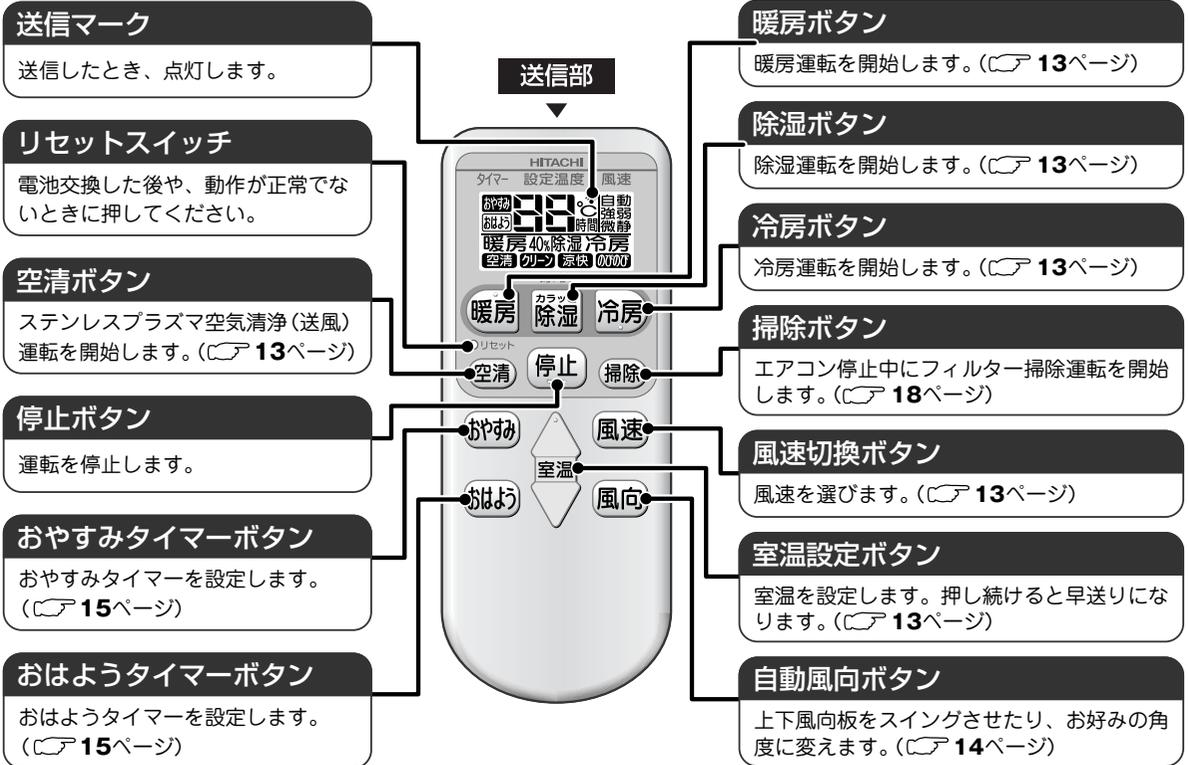 送信マーク
送信したとき、点灯します。
リセットスイッチ
電池交換した後や、動作が正常でな
いときに押してください。
空清ボタン
ステンレスプラズマ空気清浄(送風)
運転を開始します。(☞ 13ページ)
停止ボタン
運転を停止します。
おやすみタイマーボタン
おやすみタイマーを設定します。
(☞ 15ページ)
おはようタイマーボタン
おはようタイマーを設定します。
(☞ 15ページ)
送信部
HITACHI
タイマー 設定温度 風速
おやすみ 88 ℃ 自動
おはよう 時間 強弱
微静
暖房 40% 除湿 冷房
空清 クリーン 涼快 のびのび
暖房 カラッと除湿 冷房
リセット
空清 停止 掃除
おやすみ 風速
室温
おはよう 風向
暖房ボタン
暖房運転を開始します。(☞ 13ページ)
除湿ボタン
除湿運転を開始します。(☞ 13ページ)
冷房ボタン
冷房運転を開始します。(☞ 13ページ)
掃除ボタン
エアコン停止中にフィルター掃除運転を開始
します。(☞ 18ページ)
風速切換ボタン
風速を選びます。(☞ 13ページ)
室温設定ボタン
室温を設定します。押し続けると早送りにな
ります。(☞ 13ページ)
自動風向ボタン
上下風向板をスイングさせたり、お好みの角
度に変えます。(☞ 14ページ)